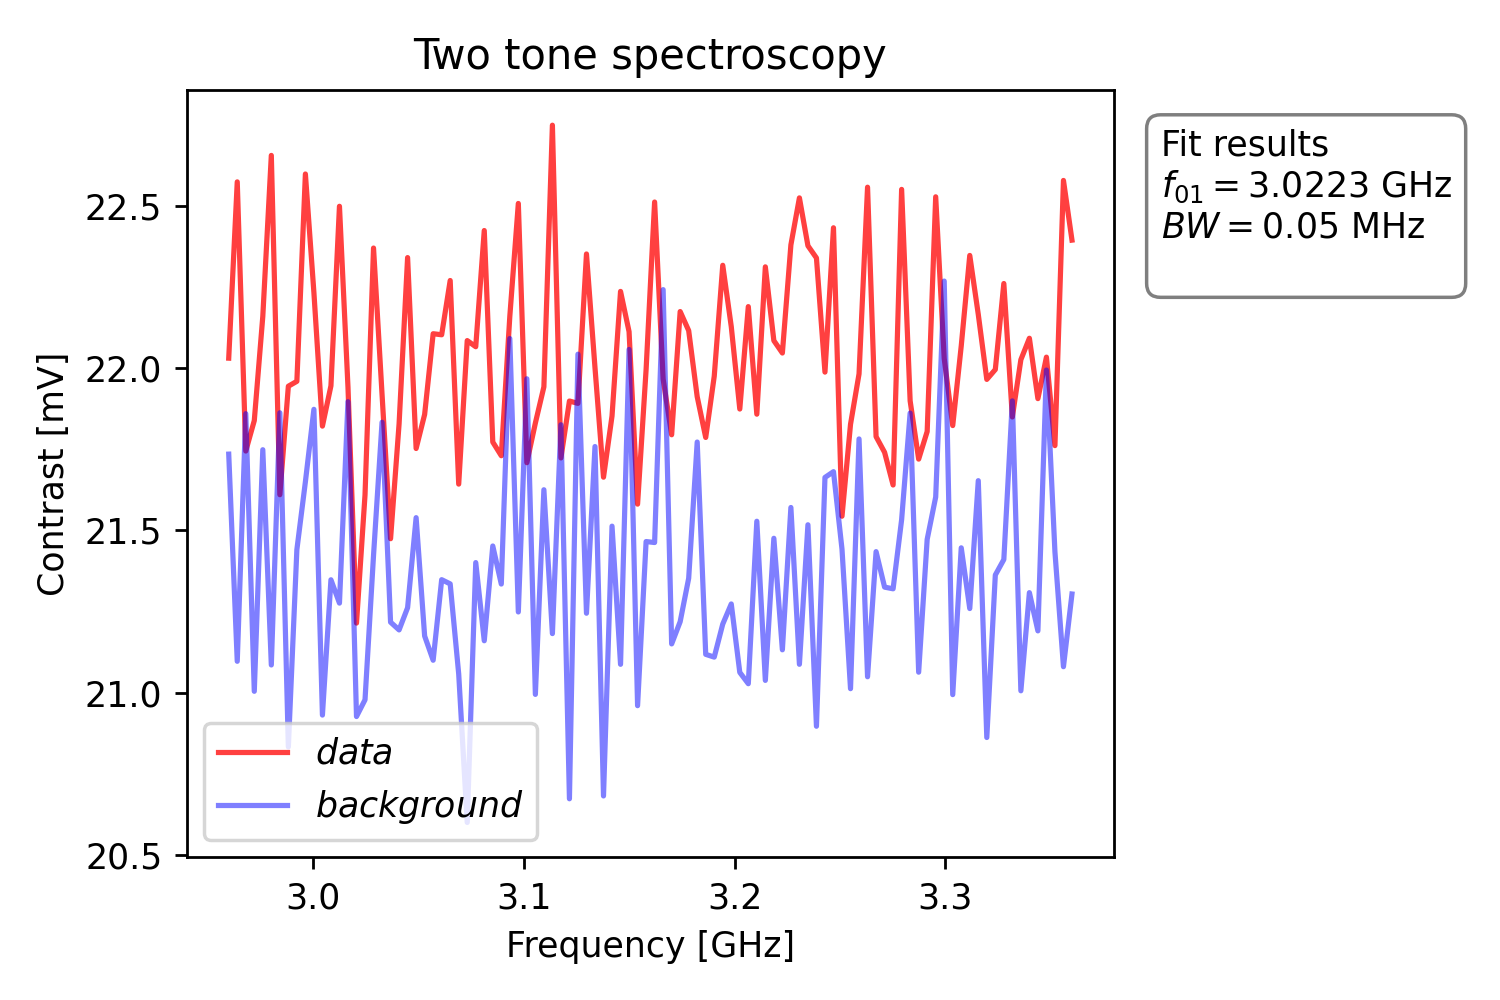 Two tone spectroscopy
Fit results
f₀₁ = 3.0223 GHz
BW = 0.05 MHz
Contrast [mV]
22.5
22.0
21.5
21.0
20.5
data
background
3.0 3.1 3.2 3.3
Frequency [GHz]